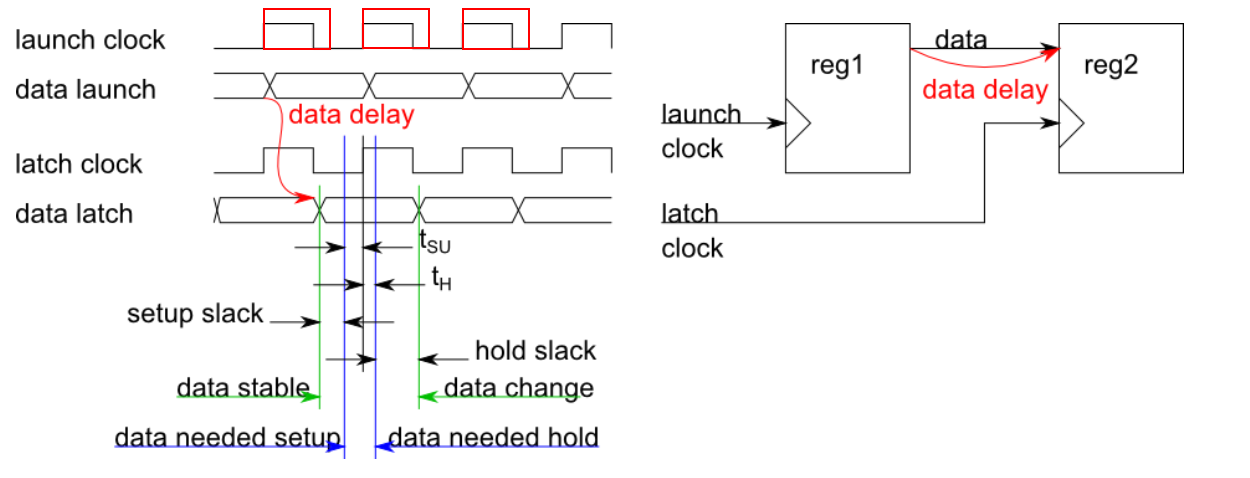 launch clock
data launch
data delay
latch clock
data latch
tSU
tH
setup slack
hold slack
data stable
data change
data needed setup
data needed hold
reg1
data
reg2
data delay
launch
clock
latch
clock